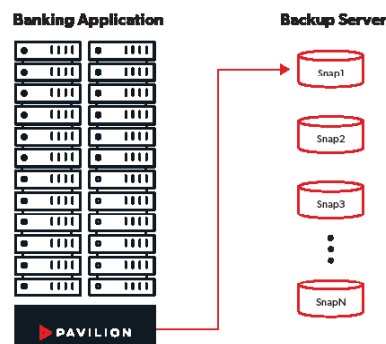 Banking Application
Backup Server
Snap1
Snap2
Snap3
SnapN
PAVILION